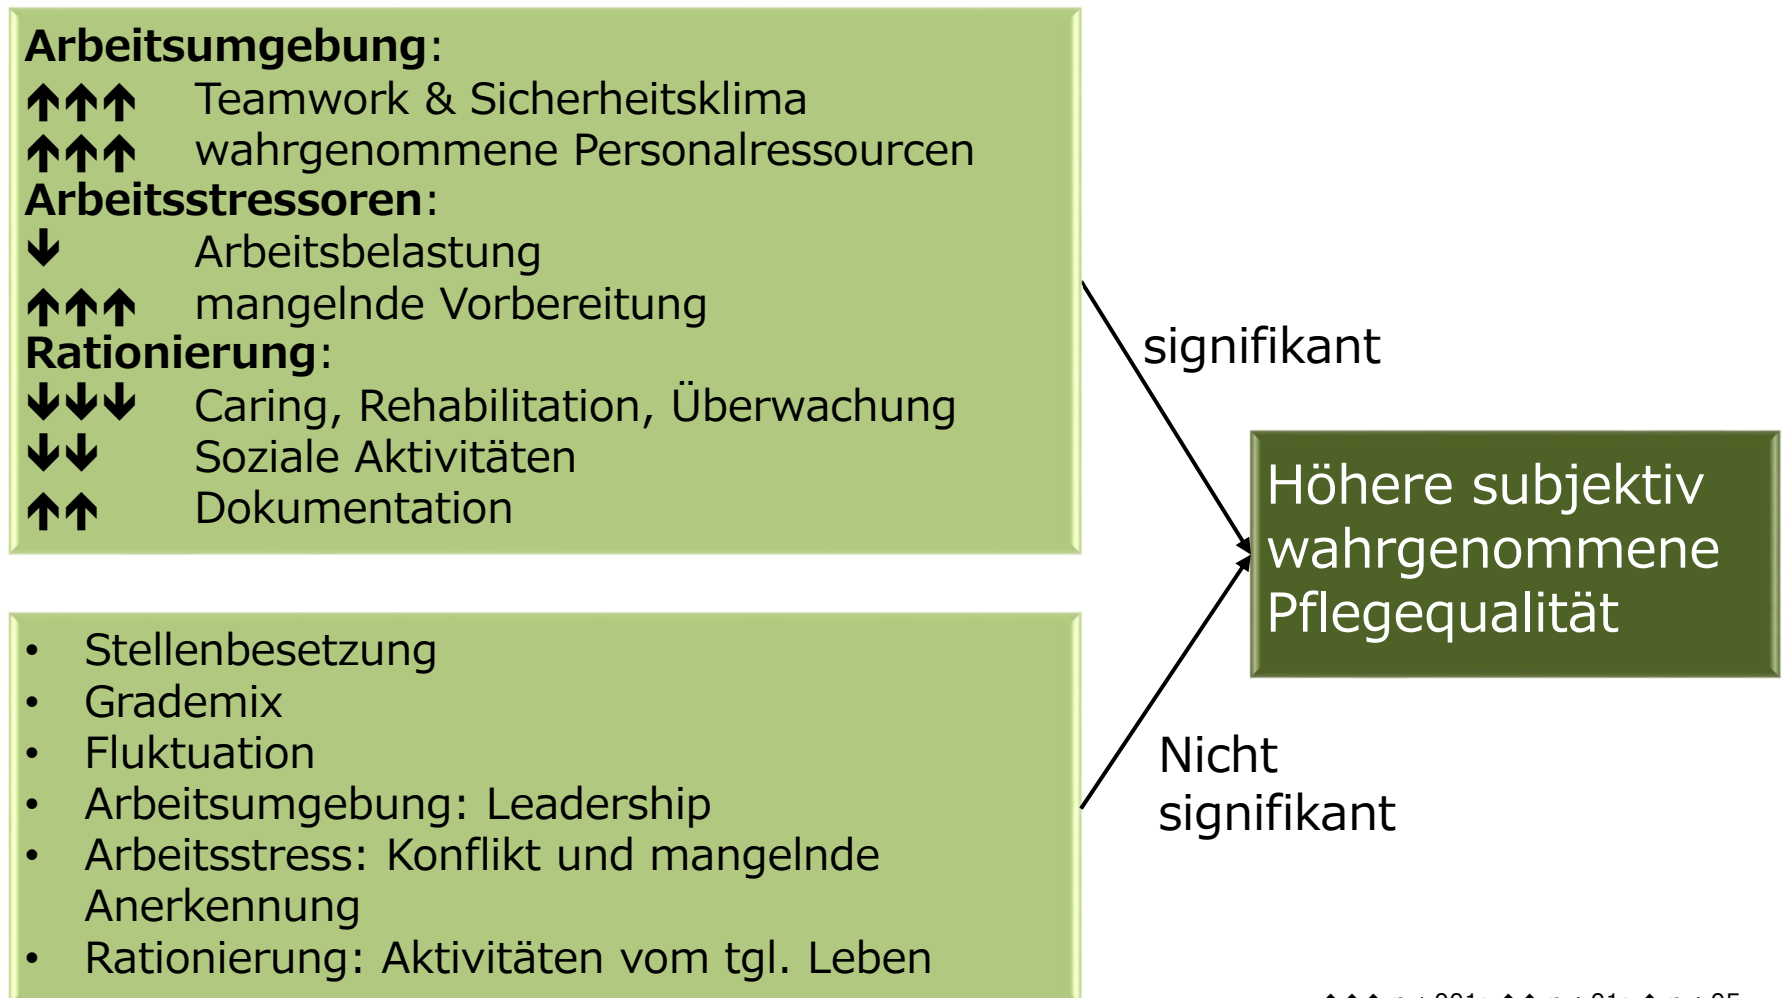 Arbeitsumgebung:
↑↑↑ Teamwork & Sicherheitsklima
↑↑↑ wahrgenommene Personalressourcen
Arbeitsstressoren:
↓ Arbeitsbelastung
↑↑↑ mangelnde Vorbereitung
Rationierung:
↓↓↓ Caring, Rehabilitation, Überwachung
↓↓ Soziale Aktivitäten
↑↑ Dokumentation
signifikant
Höhere subjektiv
wahrgenommene
Pflegequalität
• Stellenbesetzung
• Grademix
• Fluktuation
• Arbeitsumgebung: Leadership
• Arbeitsstress: Konflikt und mangelnde
Anerkennung
• Rationierung: Aktivitäten vom tgl. Leben
Nicht
signifikant